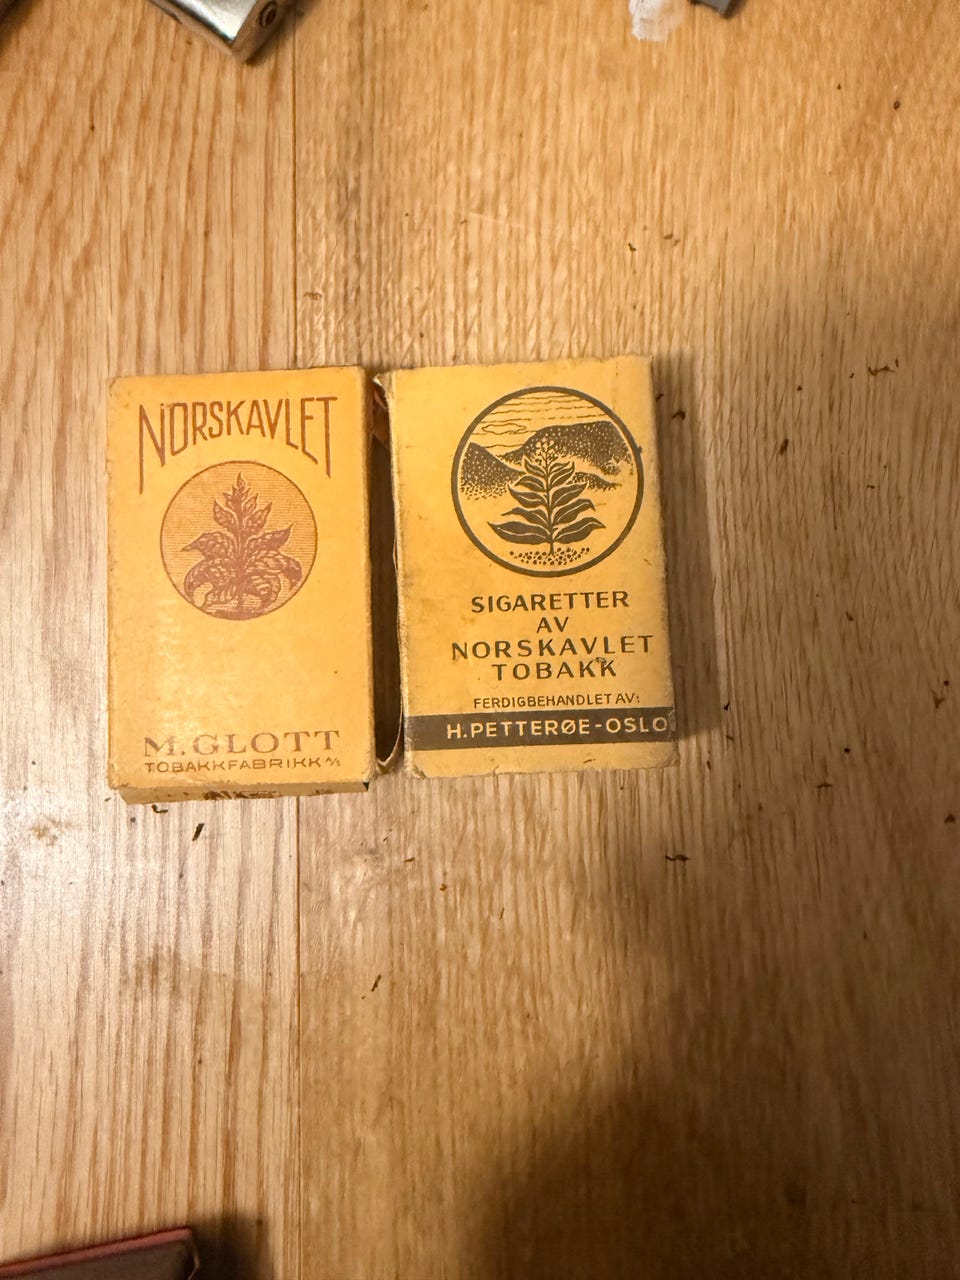 NORSKAVLET
M. GLOTT
TOBAKKFABRIKK A/S
SIGARETTER
AV
NORSKAVLET
TOBAKK
FERDIGBEHANDLET AV:
H. PETTERØE-OSLO